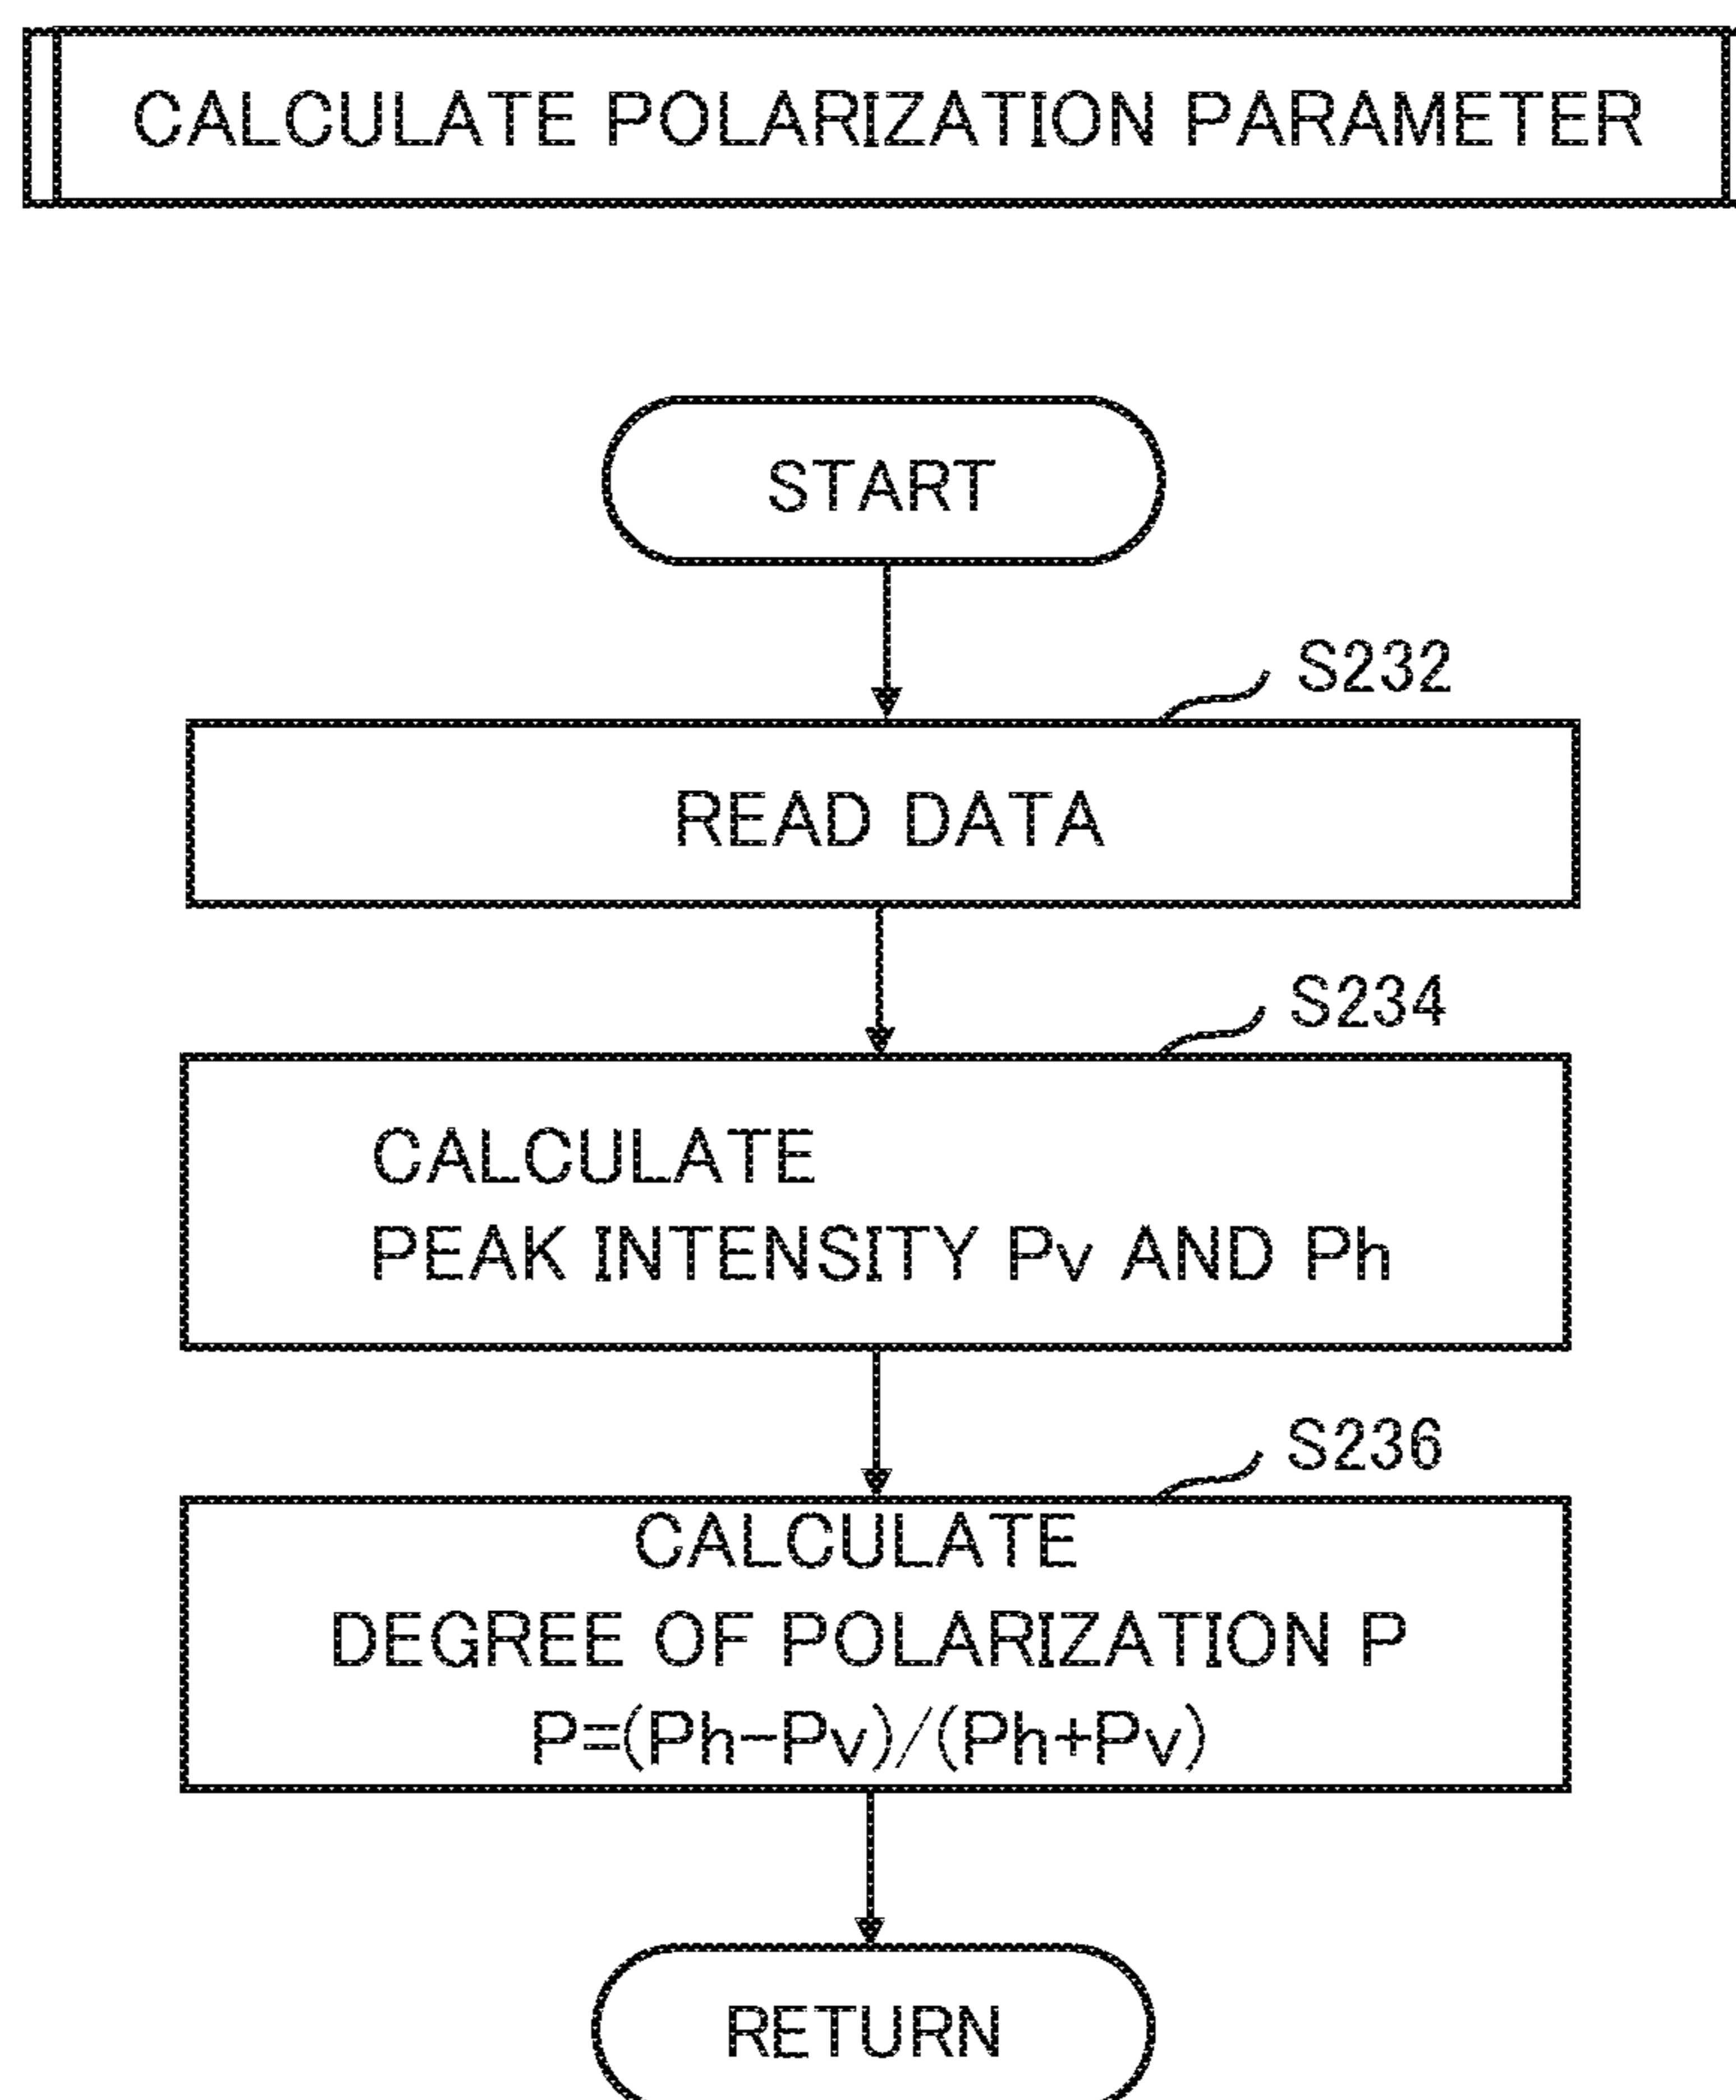 CALCULATE POLARIZATION PARAMETER
START
S232
READ DATA
S234
CALCULATE
PEAK INTENSITY Pv AND Ph
S236
CALCULATE
DEGREE OF POLARIZATION P
P=(Ph-Pv)/(Ph+Pv)
RETURN